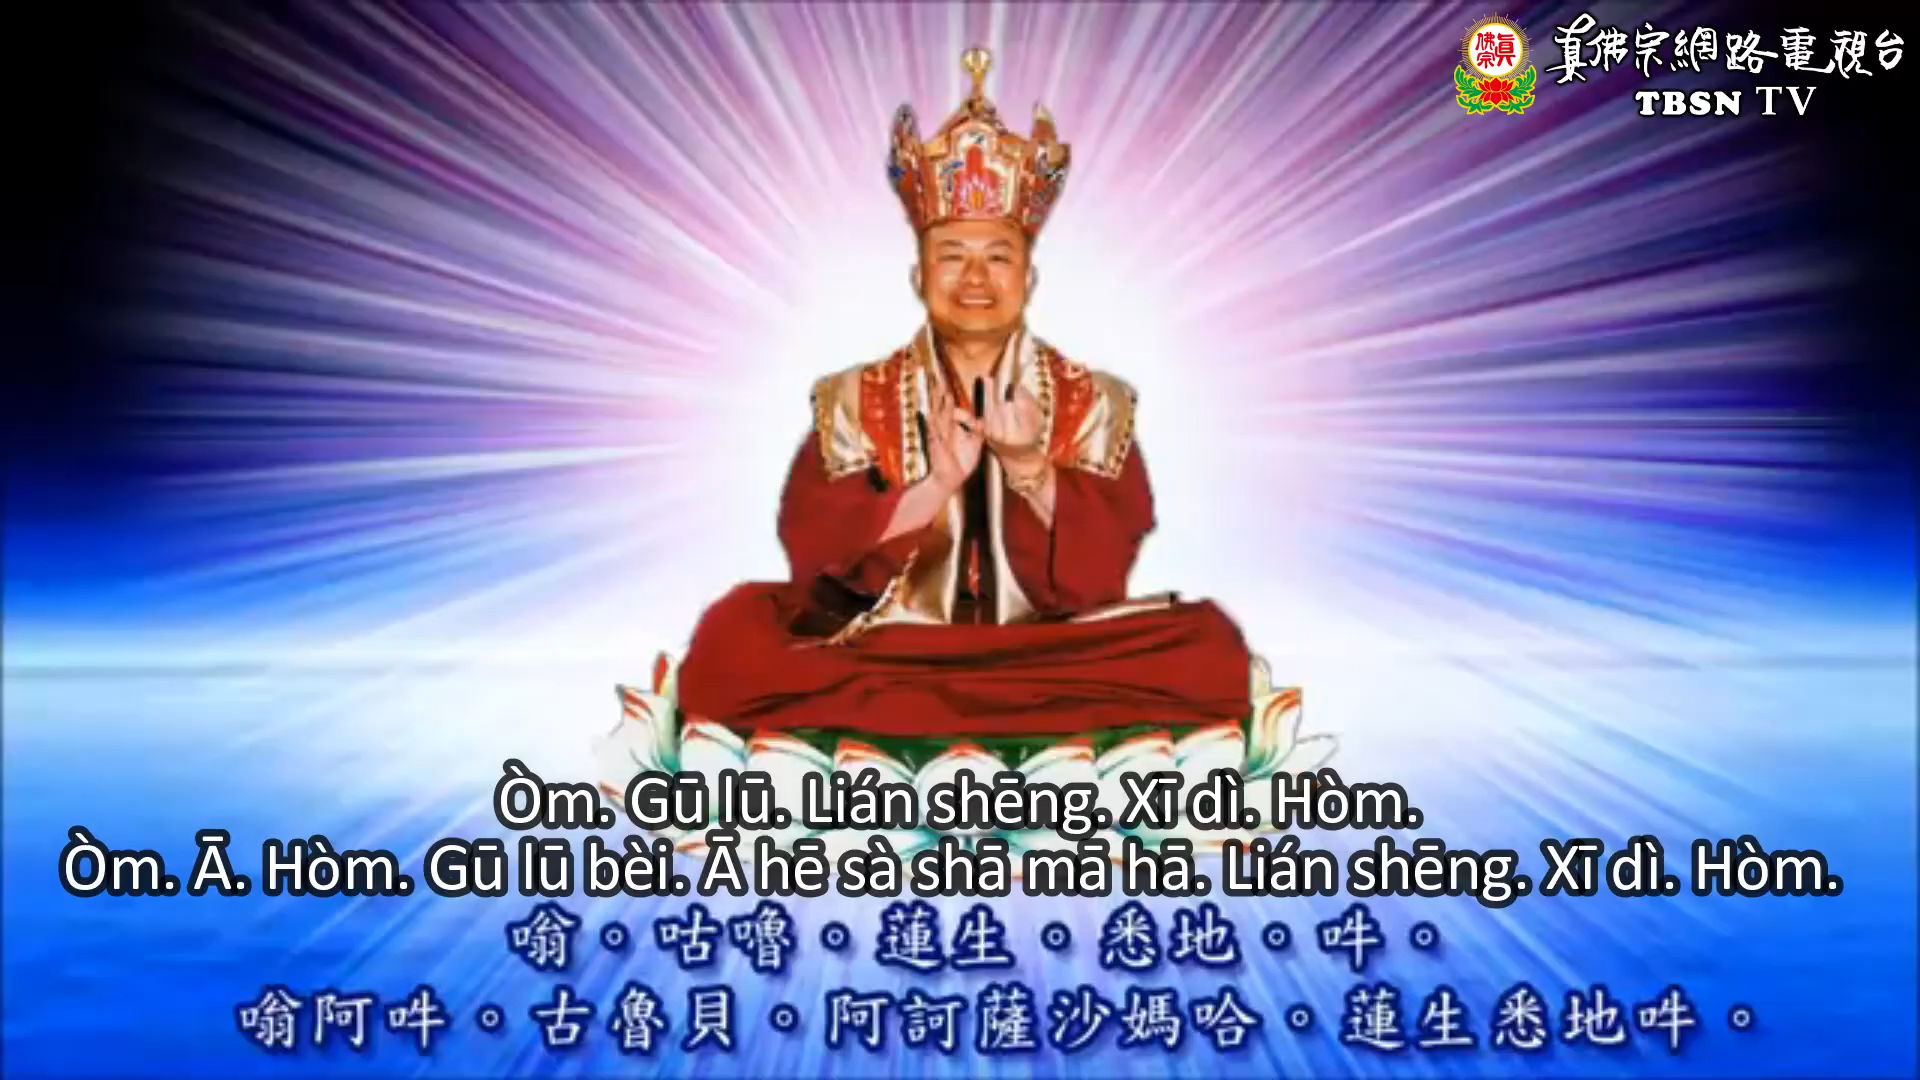 真佛宗
真佛宗網路電視台
TBSN TV
Òm. Gū lū. Lián shēng. Xī dì. Hòm.
Òm. Ā. Hòm. Gū lū bèi. Ā hē sà shā mā hā. Lián shēng. Xī dì. Hòm.
嗡。咕嚕。蓮生。悉地。吽。
嗡阿吽。古魯貝。阿訶薩沙媽哈。蓮生悉地吽。